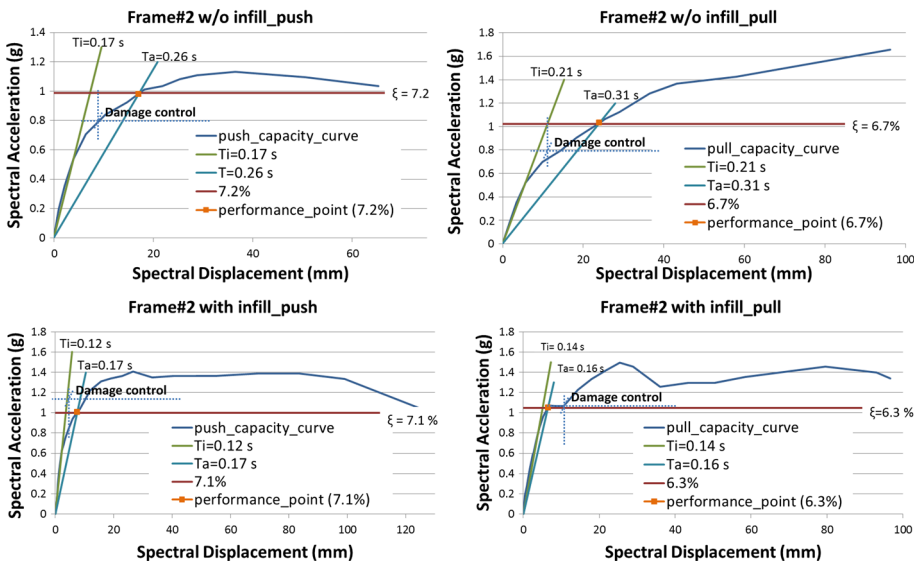 Frame#2 w/o infill_push
Spectral Acceleration (g)
1.4
1.2
1
0.8
0.6
0.4
0.2
0
Ti=0.17 s
Ta=0.26 s
ξ = 7.2
Damage control
push_capacity_curve
Ti=0.17 s
T=0.26 s
7.2%
performance_point (7.2%)
0 20 40 60
Spectral Displacement (mm)
Frame#2 w/o infill_pull
Spectral Acceleration (g)
1.8
1.6
1.4
1.2
1
0.8
0.6
0.4
0.2
0
Ti=0.21 s
Ta=0.31 s
ξ = 6.7%
Damage control
pull_capacity_curve
Ti=0.21 s
Ta=0.31 s
6.7%
performance_point (6.7%)
0 20 40 60 80 100
Spectral Displacement (mm)
Frame#2 with infill_push
Spectral Acceleration (g)
1.8
1.6
1.4
1.2
1
0.8
0.6
0.4
0.2
0
Ti=0.12 s
Ta=0.17 s
Damage control
ξ = 7.1 %
push_capacity_curve
Ti=0.12 s
Ta=0.17 s
7.1%
performance_point (7.1%)
0 20 40 60 80 100 120
Spectral Displacement (mm)
Frame#2 with infill_pull
Spectral Acceleration (g)
1.8
1.6
1.4
1.2
1
0.8
0.6
0.4
0.2
0
Ti= 0.14 s
Ta= 0.16 s
Damage control
ξ=6.3 %
pull_capacity_curve
Ti=0.14 s
Ta=0.16 s
6.3%
performance_point (6.3%)
0 20 40 60 80 100
Spectral Displacement (mm)